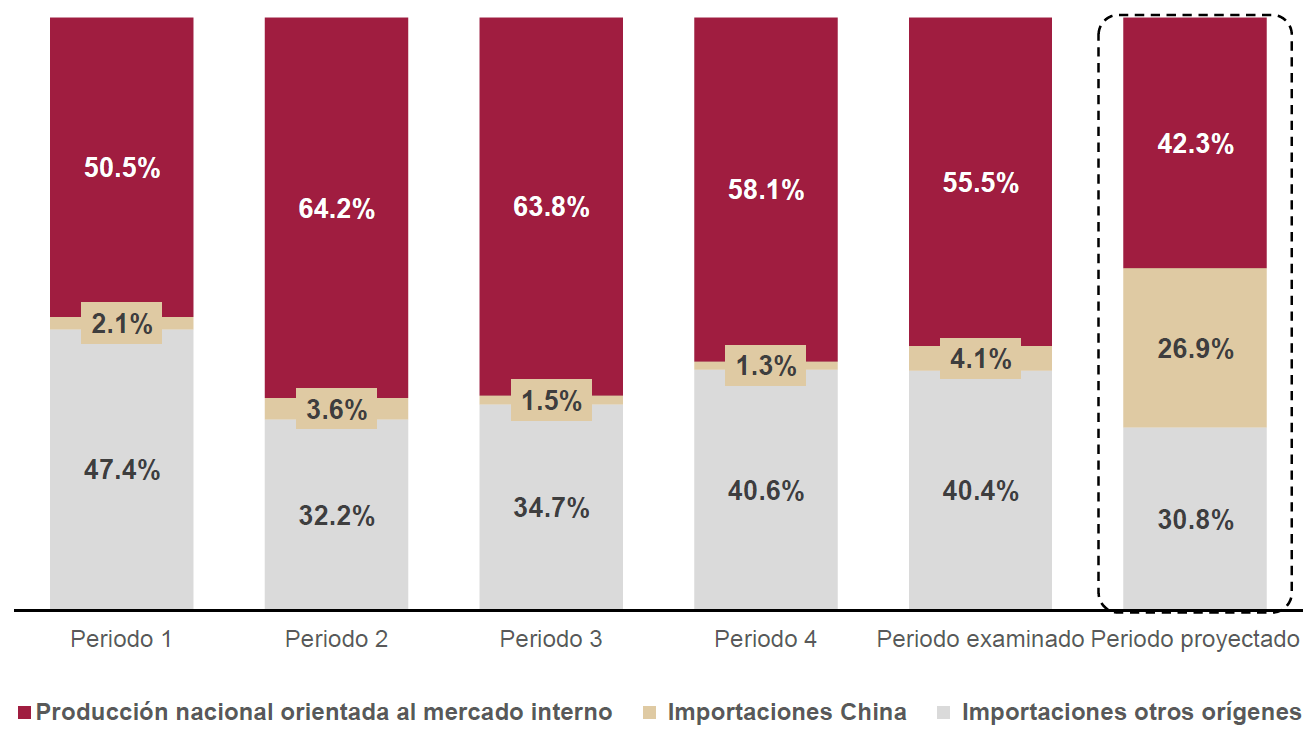 50.5%
64.2%
63.8%
58.1%
55.5%
42.3%
2.1%
3.6%
1.5%
1.3%
4.1%
26.9%
47.4%
32.2%
34.7%
40.6%
40.4%
30.8%
Periodo 1
Periodo 2
Periodo 3
Periodo 4
Periodo examinado
Periodo proyectado
Producción nacional orientada al mercado interno
Importaciones China
Importaciones otros orígenes